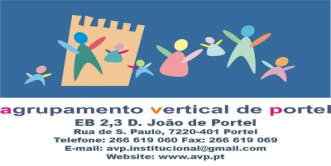 agrupamento vertical de portel
EB 2,3 D. João de Portel
Rua de S. Paulo, 7220-401 Portel
Telefone: 266 619 060 Fax: 266 619 069
E-mail: avp.institucional@gmail.com
Website: www.avp.pt